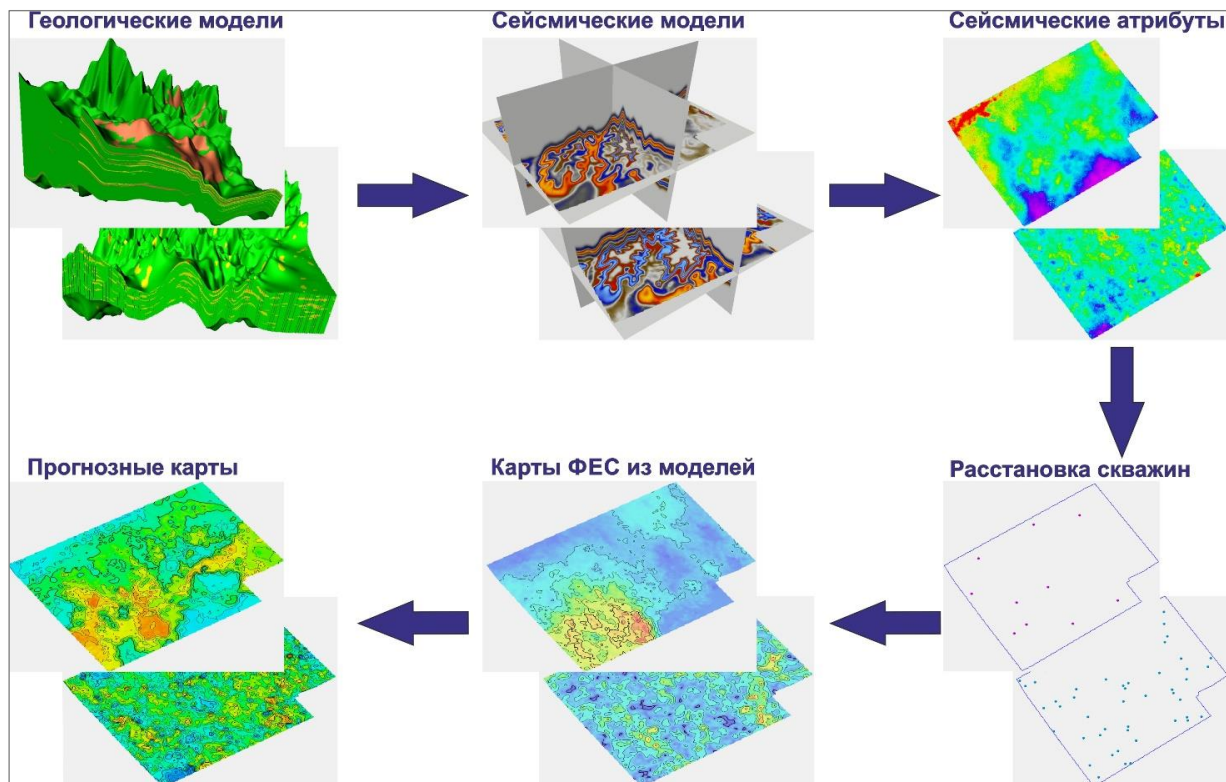 Геологические модели
Сейсмические модели
Сейсмические атрибуты
Прогнозные карты
Карты ФЕС из моделей
Расстановка скважин